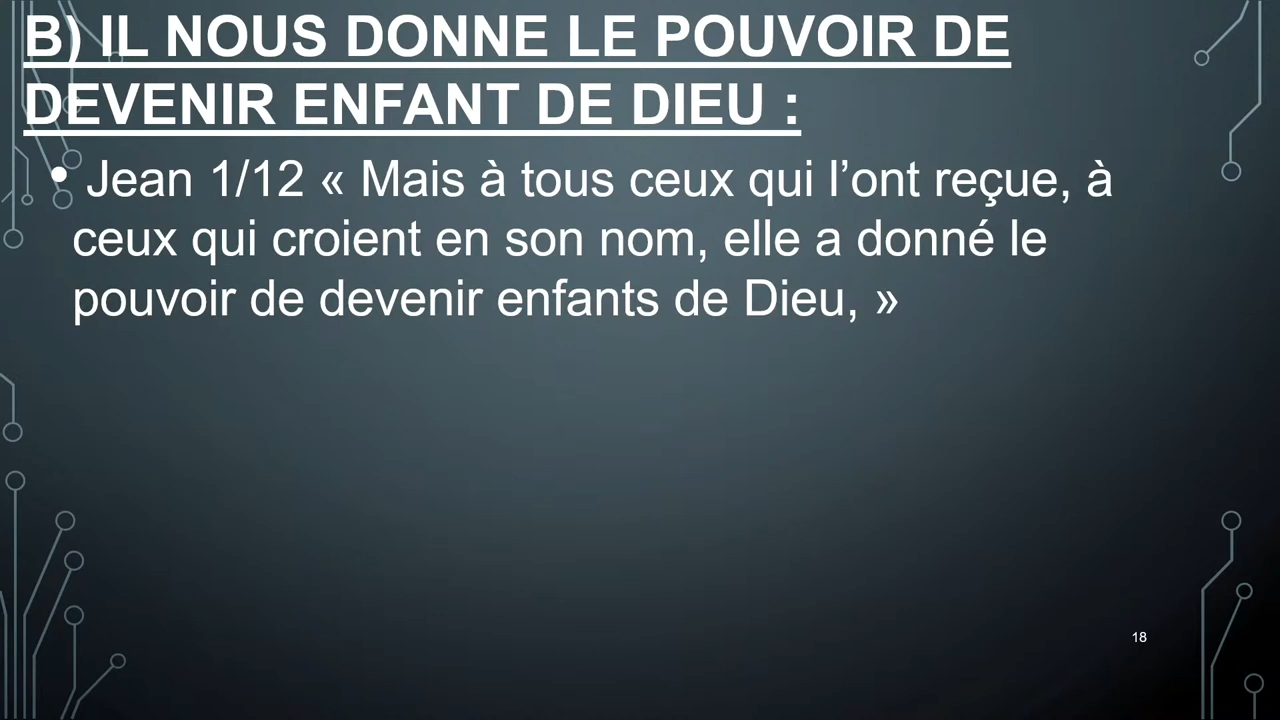 B) IL NOUS DONNE LE POUVOIR DE
DEVENIR ENFANT DE DIEU :
• Jean 1/12 « Mais à tous ceux qui l’ont reçue, à
ceux qui croient en son nom, elle a donné le
pouvoir de devenir enfants de Dieu, »
18